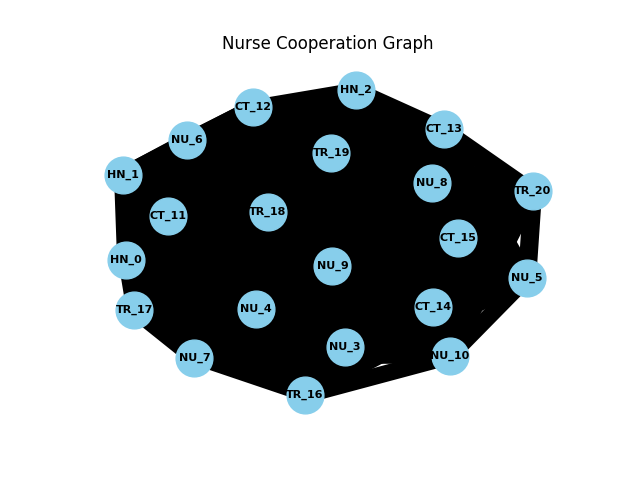 Nurse Cooperation Graph
HN_2
CT_12
CT_13
NU_6
TR_19
HN_1
NU_8
TR_20
CT_11
TR_18
CT_15
HN_0
NU_9
NU_5
TR_17
NU_4
CT_14
NU_3
NU_10
NU_7
TR_16